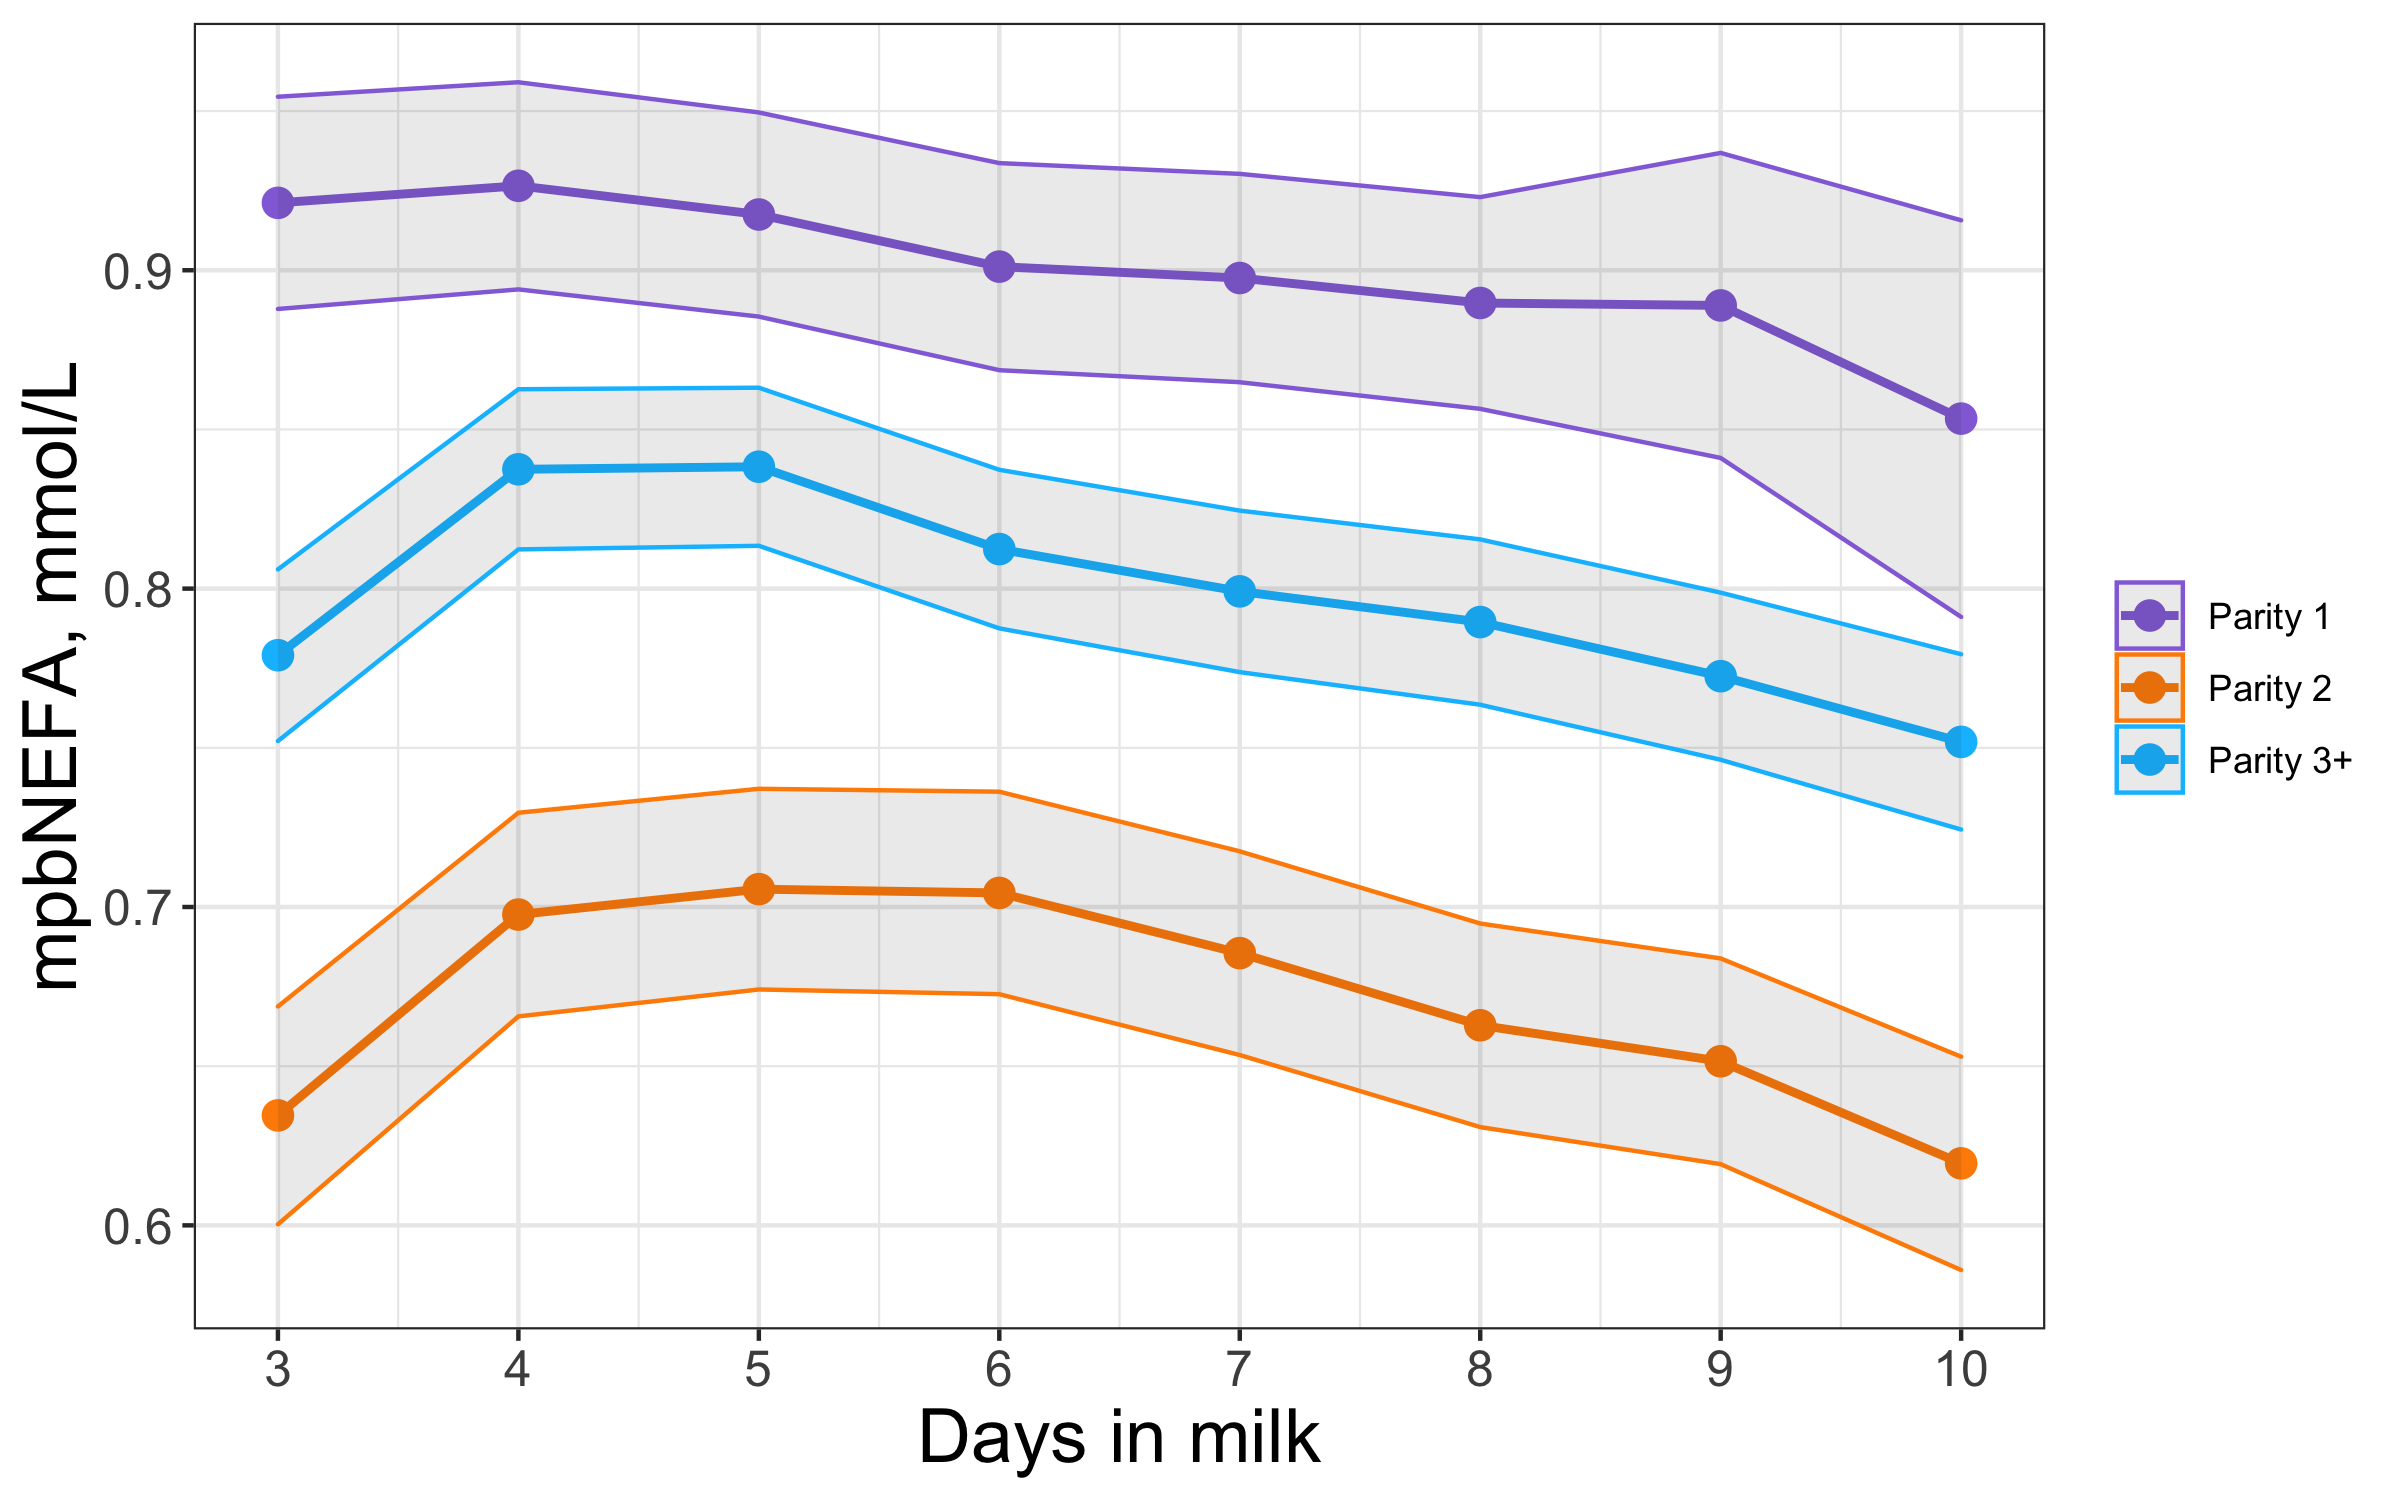 mpbNEFA, mmol/L
0.9
0.8
0.7
0.6
3 4 5 6 7 8 9 10
Days in milk
Parity 1
Parity 2
Parity 3+